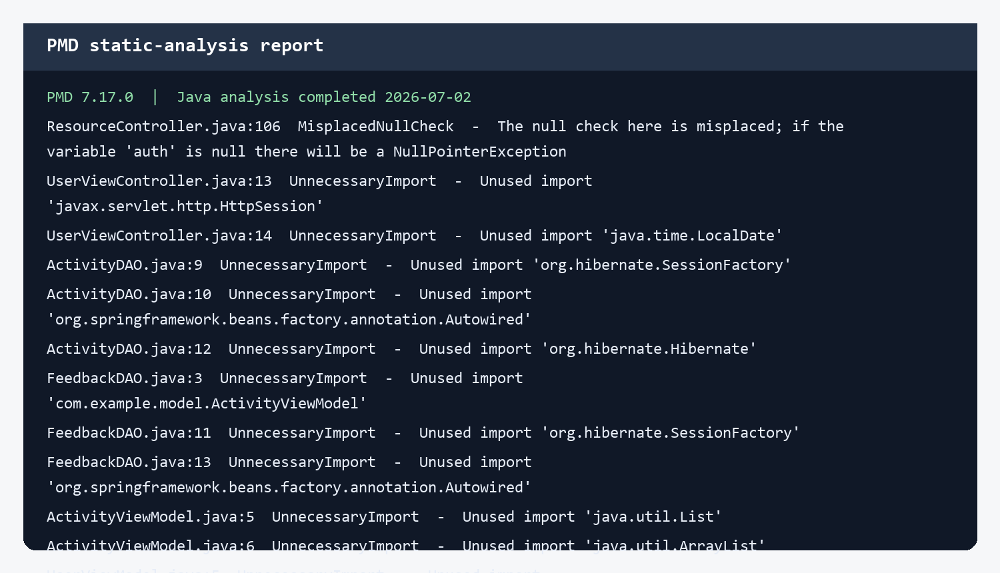 PMD static-analysis report
PMD 7.17.0 | Java analysis completed 2026-07-02
ResourceController.java:106 MisplacedNullCheck - The null check here is misplaced; if the
variable 'auth' is null there will be a NullPointerException
UserViewController.java:13 UnnecessaryImport - Unused import
'javax.servlet.http.HttpSession'
UserViewController.java:14 UnnecessaryImport - Unused import 'java.time.LocalDate'
ActivityDAO.java:9 UnnecessaryImport - Unused import 'org.hibernate.SessionFactory'
ActivityDAO.java:10 UnnecessaryImport - Unused import
'org.springframework.beans.factory.annotation.Autowired'
ActivityDAO.java:12 UnnecessaryImport - Unused import 'org.hibernate.Hibernate'
FeedbackDAO.java:3 UnnecessaryImport - Unused import
'com.example.model.ActivityViewModel'
FeedbackDAO.java:11 UnnecessaryImport - Unused import 'org.hibernate.SessionFactory'
FeedbackDAO.java:13 UnnecessaryImport - Unused import
'org.springframework.beans.factory.annotation.Autowired'
ActivityViewModel.java:5 UnnecessaryImport - Unused import 'java.util.List'
ActivityViewModel.java:6 UnnecessaryImport - Unused import 'java.util.ArrayList'